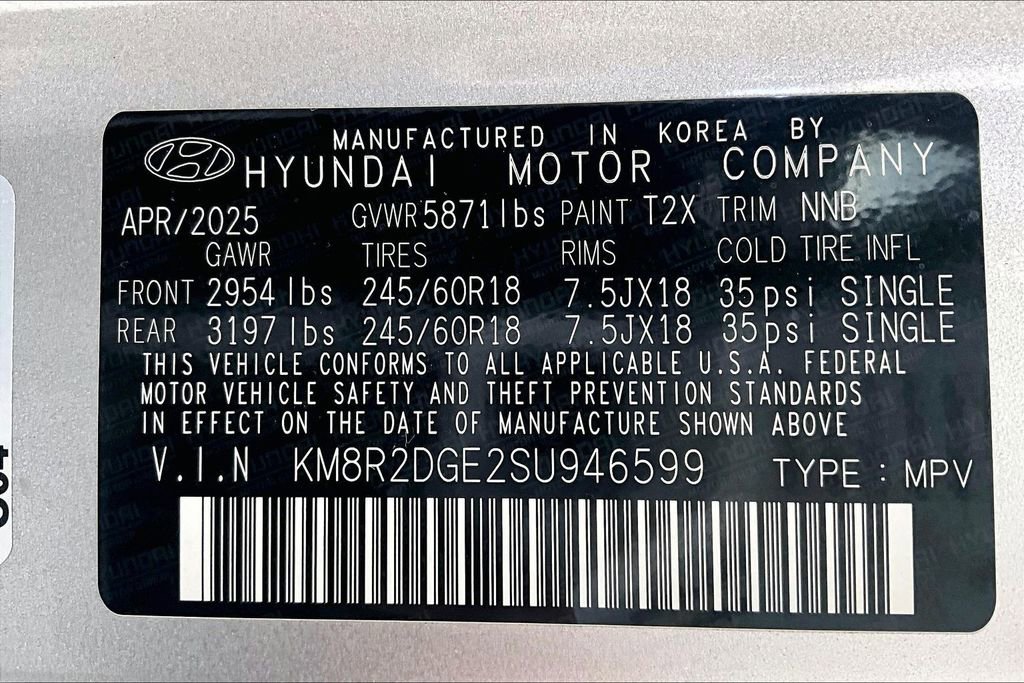 MANUFACTURED IN KOREA BY
HYUNDAI MOTOR COMPANY
APR/2025 GVWR 5871lbs PAINT T2X TRIM NNB
GAWR TIRES RIMS COLD TIRE INFL
FRONT 2954 lbs 245/60R18 7.5JX18 35psi SINGLE
REAR 3197 lbs 245/60R18 7.5JX18 35psi SINGLE
THIS VEHICLE CONFORMS TO ALL APPLICABLE U.S.A. FEDERAL
MOTOR VEHICLE SAFETY AND THEFT PREVENTION STANDARDS
IN EFFECT ON THE DATE OF MANUFACTURE SHOWN ABOVE
V.I.N KM8R2DGE2SU946599 TYPE : MPV